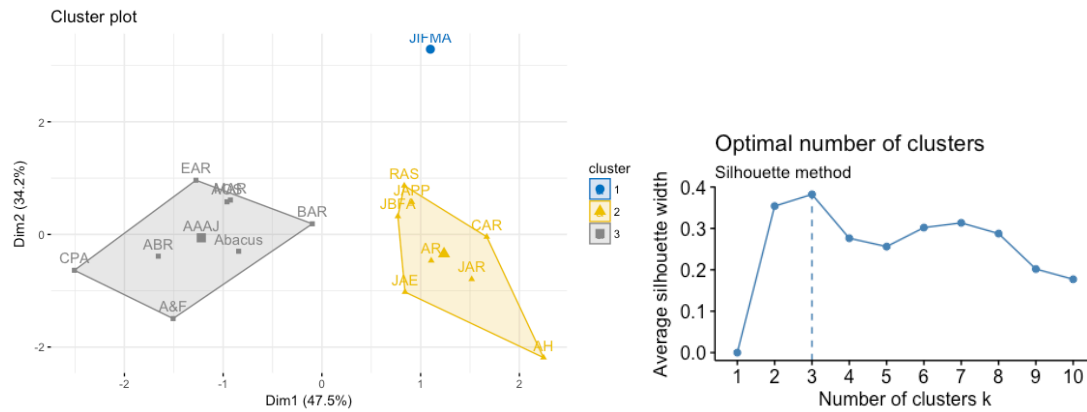 Cluster plot
JIFMA
2
0
-2
Dim2 (34.2%)
EAR
MAR
BAR
AAAJ
ABR
Abacus
CPA
A&F
RAS
JAPP
JBFA
CAR
AR
JAR
JAE
AH
-2
-1
0
1
2
Dim1 (47.5%)
cluster
1
2
3
Optimal number of clusters
Silhouette method
Average silhouette width
0.4
0.3
0.2
0.1
0.0
1 2 3 4 5 6 7 8 9 10
Number of clusters k